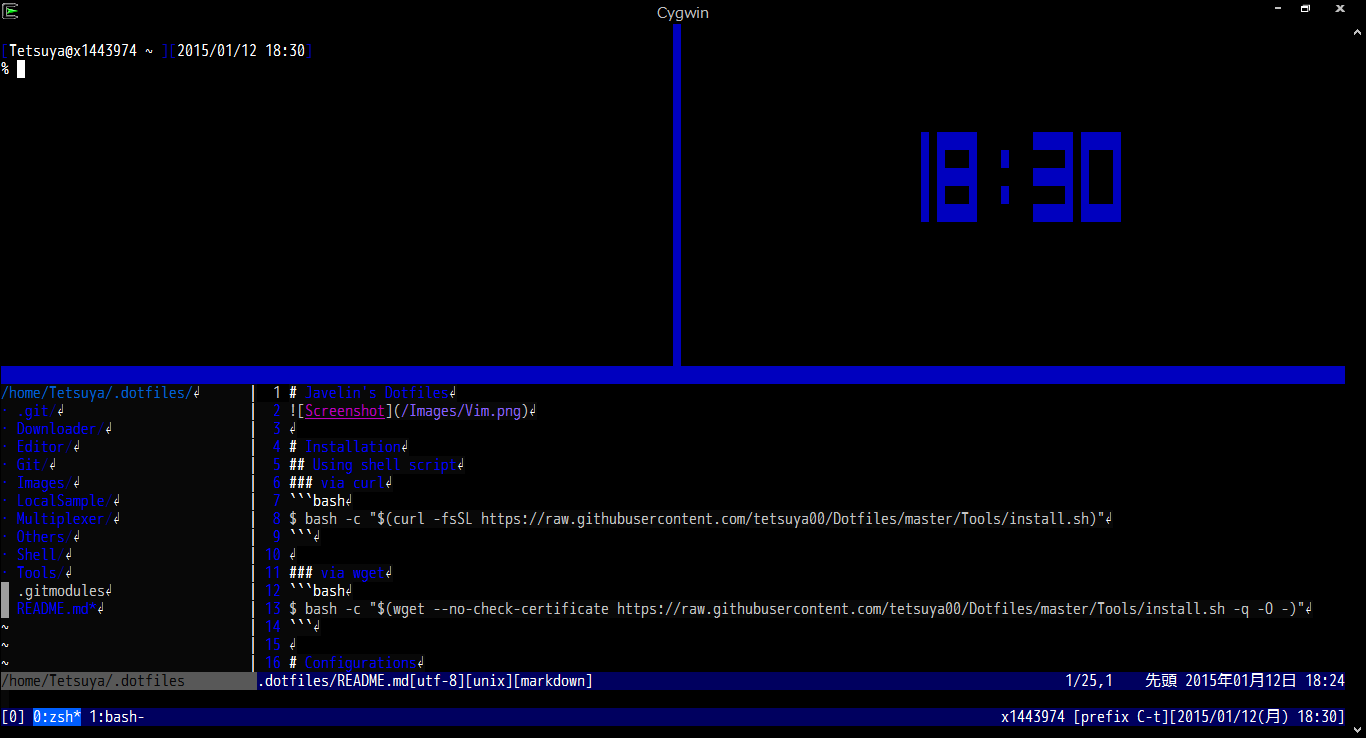 Cygwin
[Tetsuya@x1443974 ~ ][2015/01/12 18:30]
%
18:30
/home/Tetsuya/.dotfiles/
· .git/
· Downloader/
· Editor/
· Git/
· Images/
· LocalSample/
· Multiplexer/
· Others/
· Shell/
· Tools/
.gitmodules
README.md*
~
~
~
1 # Javelin's Dotfiles
2 ![Screenshot](/Images/Vim.png)
3
4 # Installation
5 ## Using shell script
6 ### via curl
7 ```bash
8 $ bash -c "$(curl -fsSL https://raw.githubusercontent.com/tetsuya00/Dotfiles/master/Tools/install.sh)"
9 ```
10
11 ### via wget
12 ```bash
13 $ bash -c "$(wget --no-check-certificate https://raw.githubusercontent.com/tetsuya00/Dotfiles/master/Tools/install.sh -q -O -)"
14 ```
15
16 # Configurations
/home/Tetsuya/.dotfiles
.dotfiles/README.md[utf-8][unix][markdown] 1/25,1 先頭 2015年01月12日 18:24
[0] 0:zsh* 1:bash- x1443974 [prefix C-t][2015/01/12(月) 18:30]